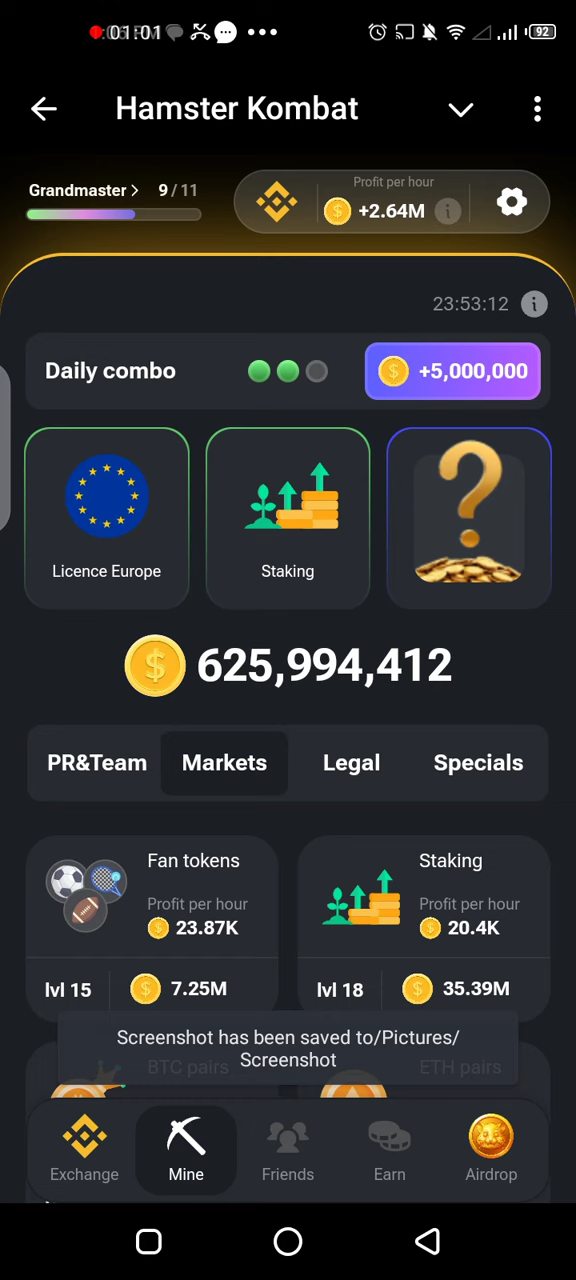 01:01
92
Hamster Kombat
Grandmaster > 9 / 11
Profit per hour
+2.64M
23:53:12
Daily combo
+5,000,000
Licence Europe
Staking
625,994,412
PR&Team Markets Legal Specials
Fan tokens
Profit per hour
23.87K
lvl 15 7.25M
Staking
Profit per hour
20.4K
lvl 18 35.39M
Screenshot has been saved to/Pictures/
Screenshot
BTC pairs
ETH pairs
Exchange
Mine
Friends
Earn
Airdrop